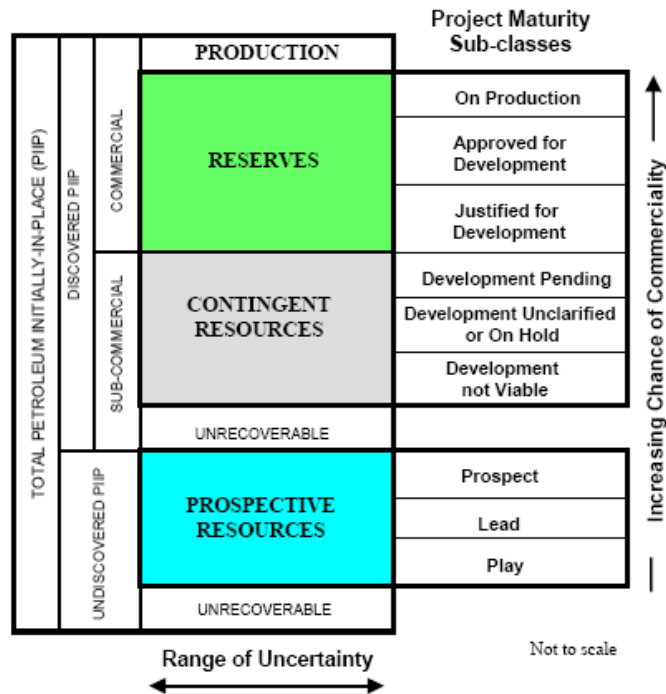 Project Maturity
Sub-classes
PRODUCTION
TOTAL PETROLEUM INITIALLY-IN-PLACE (PIIP)
DISCOVERED PIIP
COMMERCIAL
RESERVES
On Production
Approved for
Development
Justified for
Development
SUB-COMMERCIAL
CONTINGENT
RESOURCES
Development Pending
Development Unclarified
or On Hold
Development
not Viable
UNRECOVERABLE
UNDISCOVERED PIIP
PROSPECTIVE
RESOURCES
Prospect
Lead
Play
UNRECOVERABLE
Increasing Chance of Commerciality
Range of Uncertainty
Not to scale